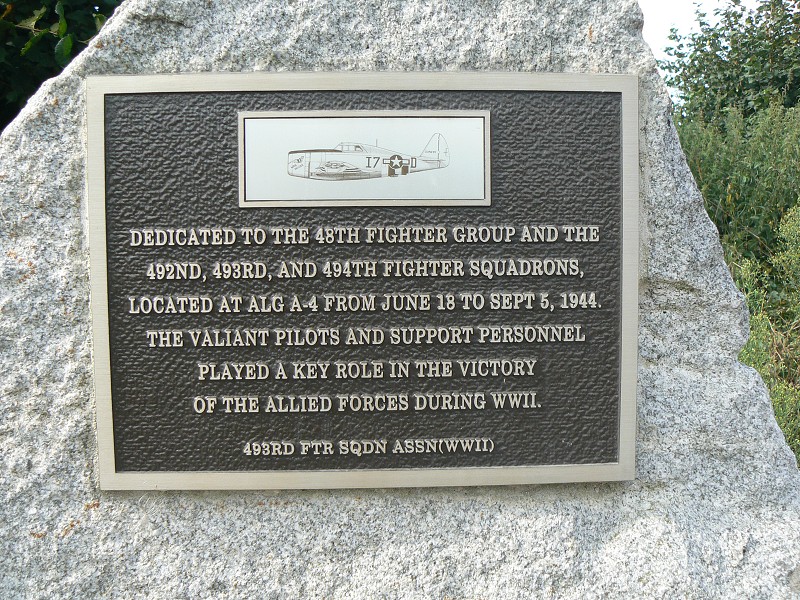 I7 D
DEDICATED TO THE 48TH FIGHTER GROUP AND THE
492ND, 493RD, AND 494TH FIGHTER SQUADRONS,
LOCATED AT ALG A-4 FROM JUNE 18 TO SEPT 5, 1944.
THE VALIANT PILOTS AND SUPPORT PERSONNEL
PLAYED A KEY ROLE IN THE VICTORY
OF THE ALLIED FORCES DURING WWII.
493RD FTR SQDN ASSN(WWII)